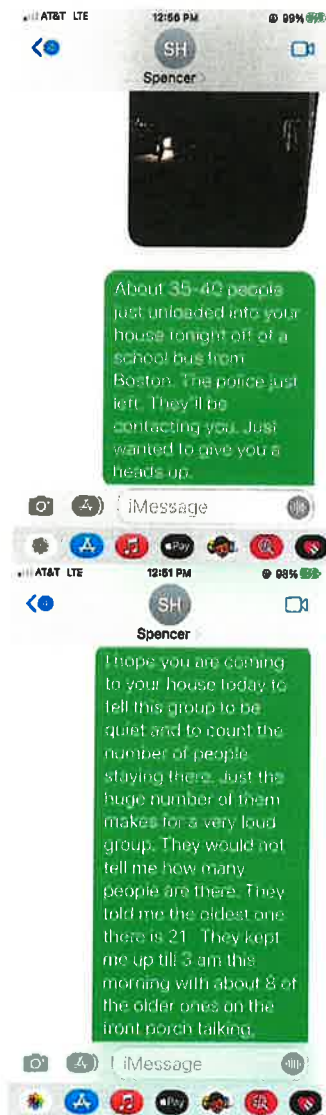 AT&T LTE 12:56 PM 99%
SH
Spencer
About 35-40 people
just unloaded into your
house tonight off of a
school bus from
Boston. The police just
left. They'll be
contacting you. Just
wanted to give you a
heads up.
iMessage
Pay
AT&T LTE 12:51 PM 98%
SH
Spencer
I hope you are coming
to your house today to
tell this group to be
quiet and to count the
number of people
staying there. Just the
huge number of them
makes for a very loud
group. They would not
tell me how many
people are there. They
told me the oldest one
there is 21. They kept
me up till 3 am this
morning with about 8 of
the older ones on the
front porch talking.
iMessage
Pay